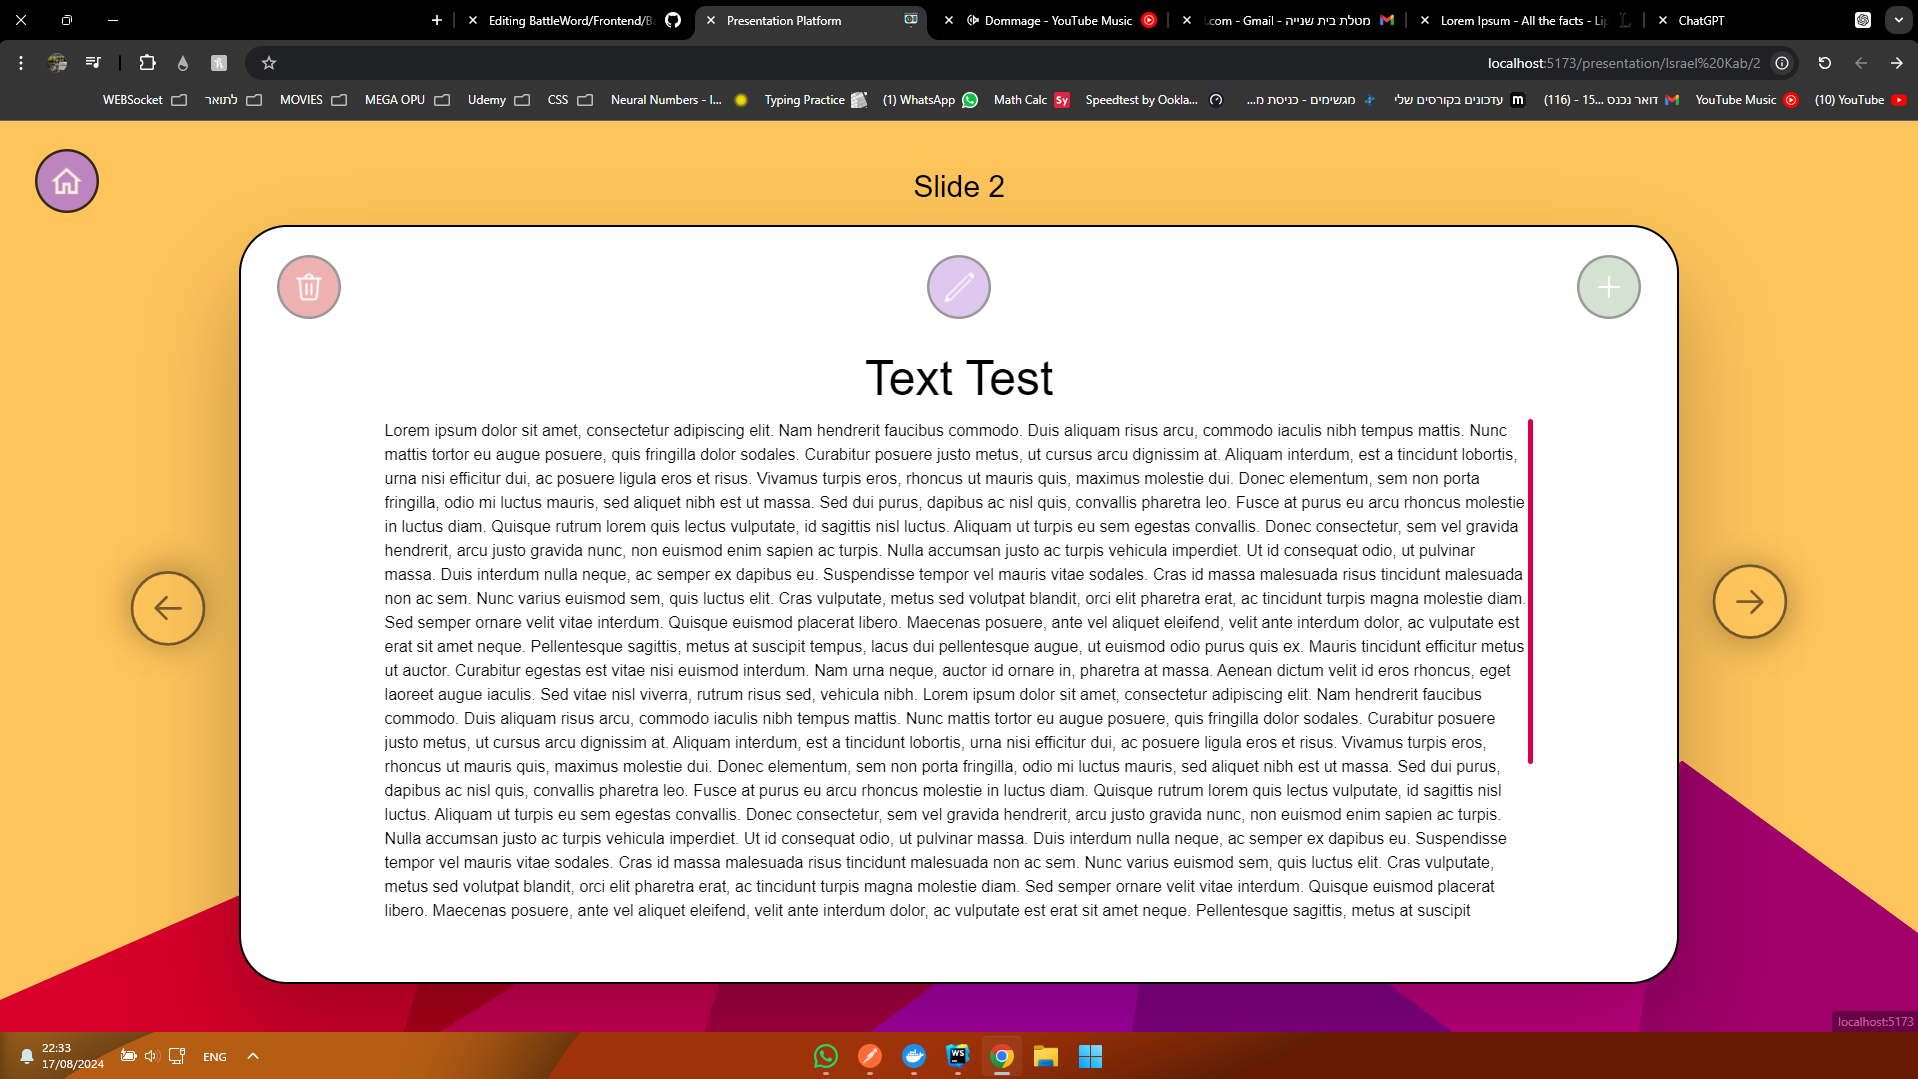 Editing BattleWord/Frontend/Ba
Presentation Platform
Dommage - YouTube Music
מטלת בית שנייה - com - Gmail
Lorem Ipsum - All the facts - Lip
ChatGPT
localhost:5173/presentation/Israel%20Kab/2
WEBSocket
לתואר
MOVIES
MEGA OPU
Udemy
CSS
Neural Numbers - I...
Typing Practice
(1) WhatsApp
Math Calc
Speedtest by Ookla...
מגשימים - כניסת מ...
עדכונים בקורסים שלי
דואר נכנס ...15 - (116)
YouTube Music
(10) YouTube
Slide 2
Text Test
Lorem ipsum dolor sit amet, consectetur adipiscing elit. Nam hendrerit faucibus commodo. Duis aliquam risus arcu, commodo iaculis nibh tempus mattis. Nunc
mattis tortor eu augue posuere, quis fringilla dolor sodales. Curabitur posuere justo metus, ut cursus arcu dignissim at. Aliquam interdum, est a tincidunt lobortis,
urna nisi efficitur dui, ac posuere ligula eros et risus. Vivamus turpis eros, rhoncus ut mauris quis, maximus molestie dui. Donec elementum, sem non porta
fringilla, odio mi luctus mauris, sed aliquet nibh est ut massa. Sed dui purus, dapibus ac nisl quis, convallis pharetra leo. Fusce at purus eu arcu rhoncus molestie
in luctus diam. Quisque rutrum lorem quis lectus vulputate, id sagittis nisl luctus. Aliquam ut turpis eu sem egestas convallis. Donec consectetur, sem vel gravida
hendrerit, arcu justo gravida nunc, non euismod enim sapien ac turpis. Nulla accumsan justo ac turpis vehicula imperdiet. Ut id consequat odio, ut pulvinar
massa. Duis interdum nulla neque, ac semper ex dapibus eu. Suspendisse tempor vel mauris vitae sodales. Cras id massa malesuada risus tincidunt malesuada
non ac sem. Nunc varius euismod sem, quis luctus elit. Cras vulputate, metus sed volutpat blandit, orci elit pharetra erat, ac tincidunt turpis magna molestie diam.
Sed semper ornare velit vitae interdum. Quisque euismod placerat libero. Maecenas posuere, ante vel aliquet eleifend, velit ante interdum dolor, ac vulputate est
erat sit amet neque. Pellentesque sagittis, metus at suscipit tempus, lacus dui pellentesque augue, ut euismod odio purus quis ex. Mauris tincidunt efficitur metus
ut auctor. Curabitur egestas est vitae nisi euismod interdum. Nam urna neque, auctor id ornare in, pharetra at massa. Aenean dictum velit id eros rhoncus, eget
laoreet augue iaculis. Sed vitae nisl viverra, rutrum risus sed, vehicula nibh. Lorem ipsum dolor sit amet, consectetur adipiscing elit. Nam hendrerit faucibus
commodo. Duis aliquam risus arcu, commodo iaculis nibh tempus mattis. Nunc mattis tortor eu augue posuere, quis fringilla dolor sodales. Curabitur posuere
justo metus, ut cursus arcu dignissim at. Aliquam interdum, est a tincidunt lobortis, urna nisi efficitur dui, ac posuere ligula eros et risus. Vivamus turpis eros,
rhoncus ut mauris quis, maximus molestie dui. Donec elementum, sem non porta fringilla, odio mi luctus mauris, sed aliquet nibh est ut massa. Sed dui purus,
dapibus ac nisl quis, convallis pharetra leo. Fusce at purus eu arcu rhoncus molestie in luctus diam. Quisque rutrum lorem quis lectus vulputate, id sagittis nisl
luctus. Aliquam ut turpis eu sem egestas convallis. Donec consectetur, sem vel gravida hendrerit, arcu justo gravida nunc, non euismod enim sapien ac turpis.
Nulla accumsan justo ac turpis vehicula imperdiet. Ut id consequat odio, ut pulvinar massa. Duis interdum nulla neque, ac semper ex dapibus eu. Suspendisse
tempor vel mauris vitae sodales. Cras id massa malesuada risus tincidunt malesuada non ac sem. Nunc varius euismod sem, quis luctus elit. Cras vulputate,
metus sed volutpat blandit, orci elit pharetra erat, ac tincidunt turpis magna molestie diam. Sed semper ornare velit vitae interdum. Quisque euismod placerat
libero. Maecenas posuere, ante vel aliquet eleifend, velit ante interdum dolor, ac vulputate est erat sit amet neque. Pellentesque sagittis, metus at suscipit
localhost:5173
22:33
17/08/2024
ENG
WS